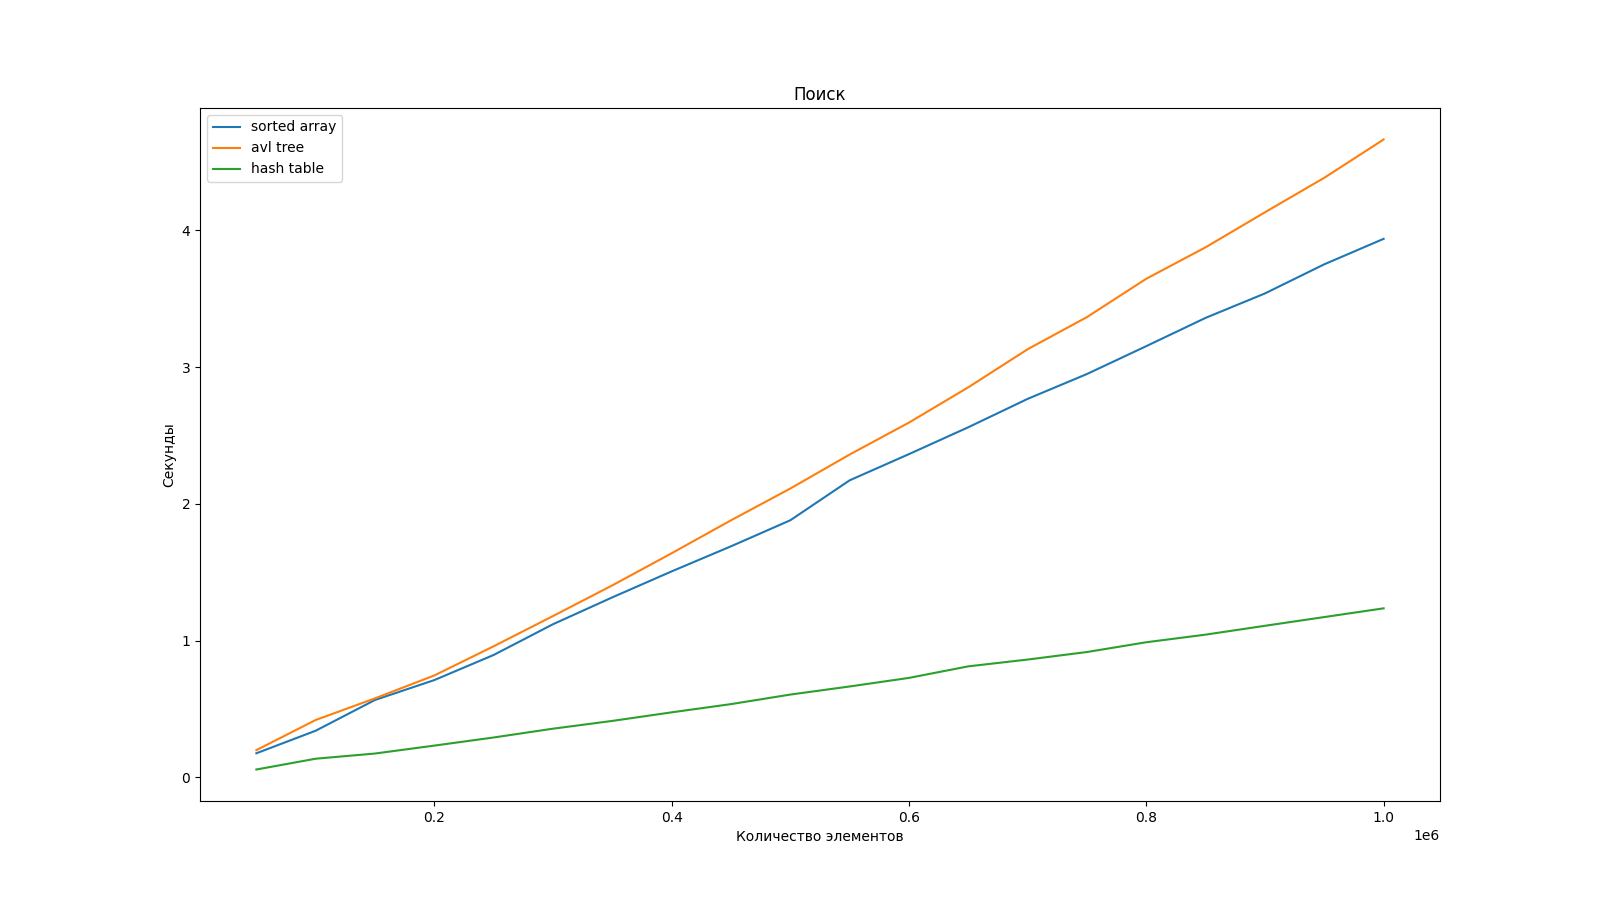 Поиск
sorted array
avl tree
hash table
Секунды
4
3
2
1
0
0.2 0.4 0.6 0.8 1.0
1e6
Количество элементов